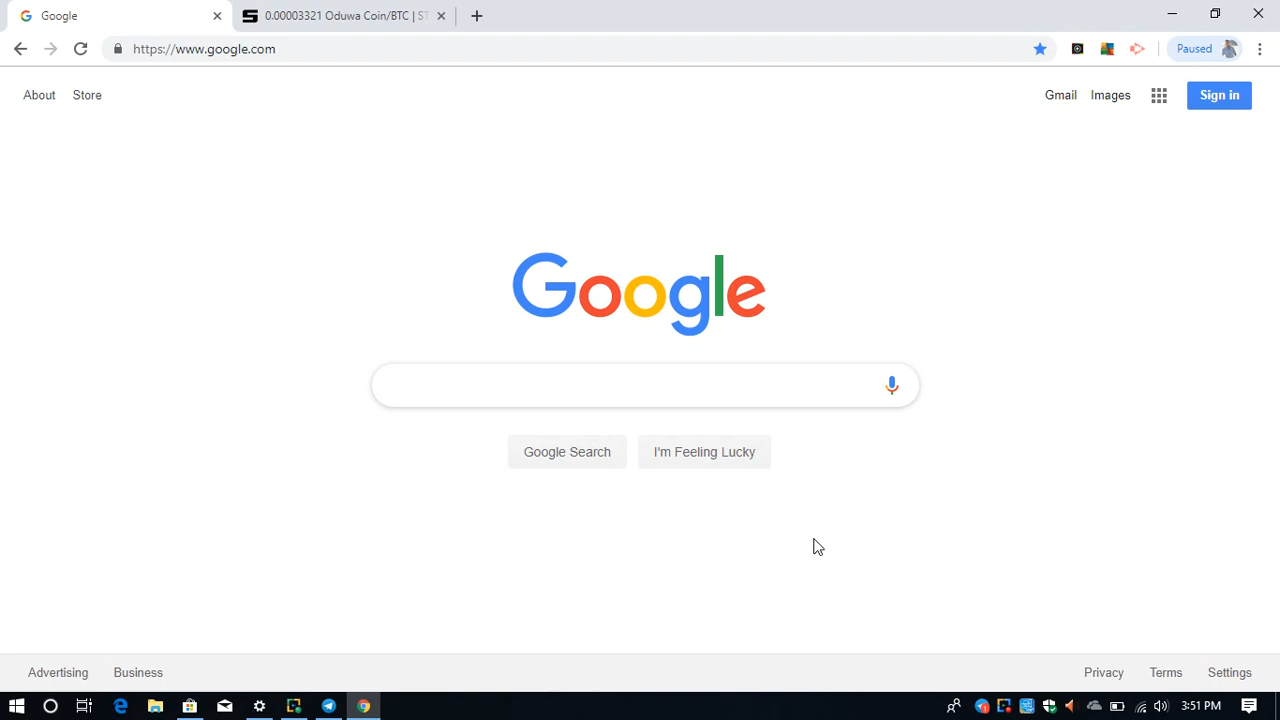 Google
0.00003321 Oduwa Coin/BTC | ST
https://www.google.com
Paused
About Store
Gmail Images Sign in
Google
Google Search I'm Feeling Lucky
Advertising Business
Privacy Terms Settings
3:51 PM